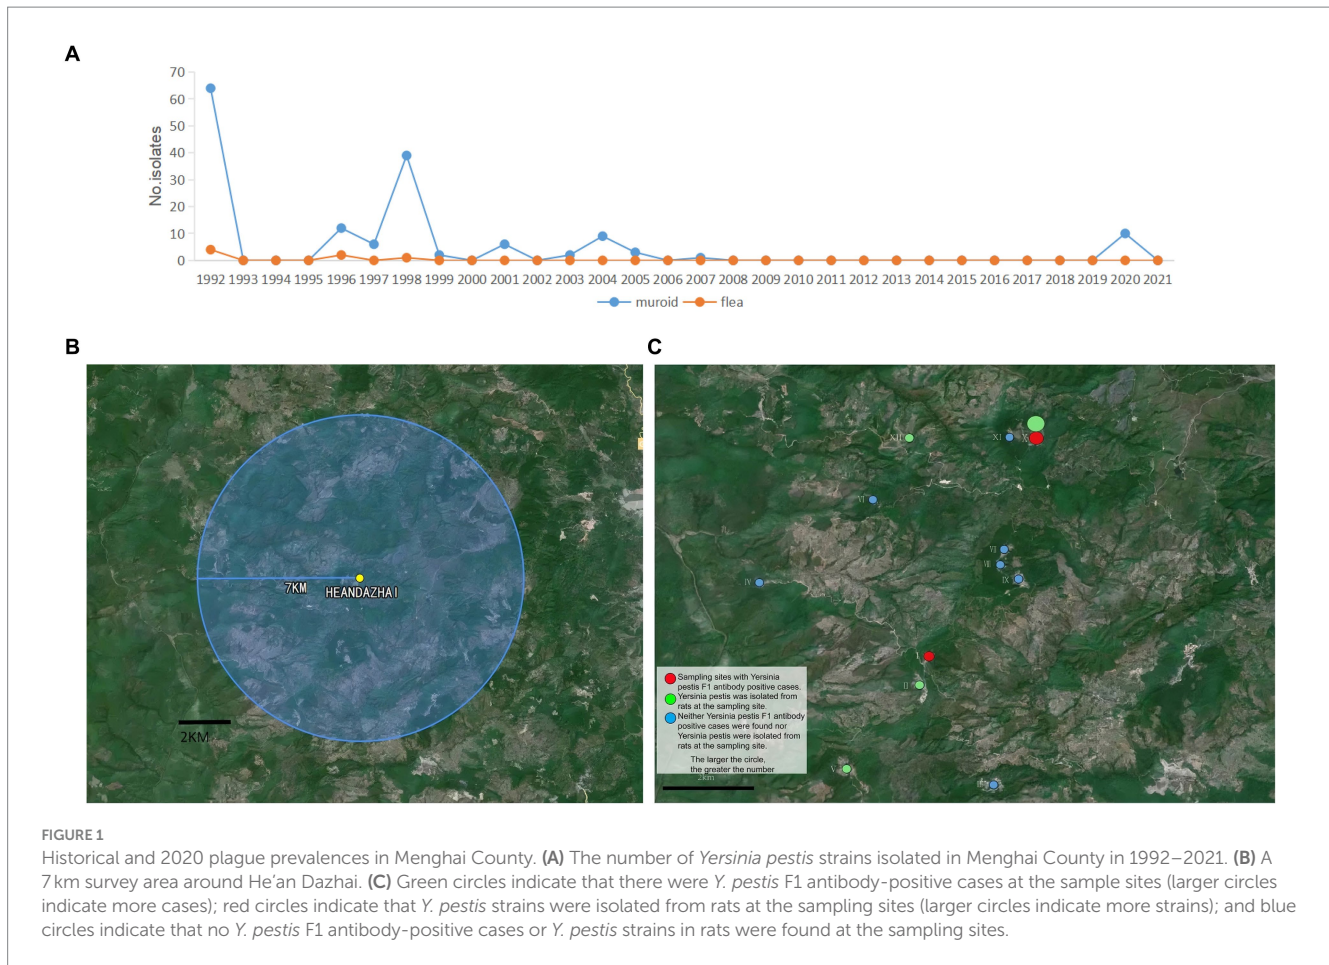 A
No.isolates
70
60
50
40
30
20
10
0
1992 1993 1994 1995 1996 1997 1998 1999 2000 2001 2002 2003 2004 2005 2006 2007 2008 2009 2010 2011 2012 2013 2014 2015 2016 2017 2018 2019 2020 2021
muroid flea
B
7KM HEANDAZHAI
2KM
C
XI X
VI
VII
VIII
IX
IV
II
V
Sampling sites with Yersinia
pestis F1 antibody positive cases.
Yersinia pestis was isolated from
rats at the sampling site.
Neither Yersinia pestis F1 antibody
positive cases were found nor
Yersinia pestis were isolated from
rats at the sampling site.
The larger the circle,
the greater the number
2km
FIGURE 1
Historical and 2020 plague prevalences in Menghai County. (A) The number of Yersinia pestis strains isolated in Menghai County in 1992–2021. (B) A
7 km survey area around He’an Dazhai. (C) Green circles indicate that there were Y. pestis F1 antibody-positive cases at the sample sites (larger circles
indicate more cases); red circles indicate that Y. pestis strains were isolated from rats at the sampling sites (larger circles indicate more strains); and blue
circles indicate that no Y. pestis F1 antibody-positive cases or Y. pestis strains in rats were found at the sampling sites.